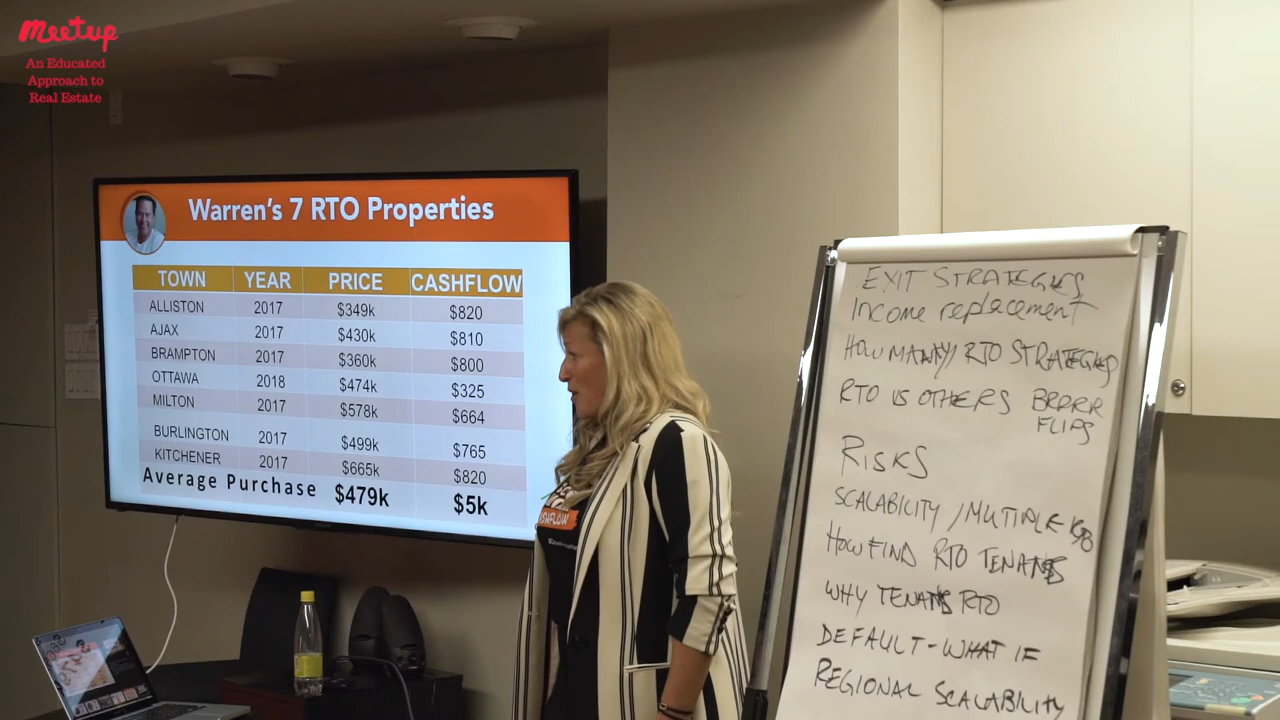 Meetup
An Educated
Approach to
Real Estate
Warren's 7 RTO Properties
TOWN YEAR PRICE CASHFLOW
ALLISTON 2017 $349k $820
AJAX 2017 $430k $810
BRAMPTON 2017 $360k $800
OTTAWA 2018 $474k $325
MILTON 2017 $578k $664
BURLINGTON 2017 $499k $765
KITCHENER 2017 $665k $820
Average Purchase $479k $5k
SHFLOW
EXIT STRATEGIES
Income replacement
HOW MANY RTO STRATEGIES
RTO VS OTHERS BRRRR
FLIPS
RISKS
SCALABILITY / MULTIPLE
HOW FIND RTO TENANTS
WHY TENANTS RTO
DEFAULT - WHAT IF
REGIONAL SCALABILITY